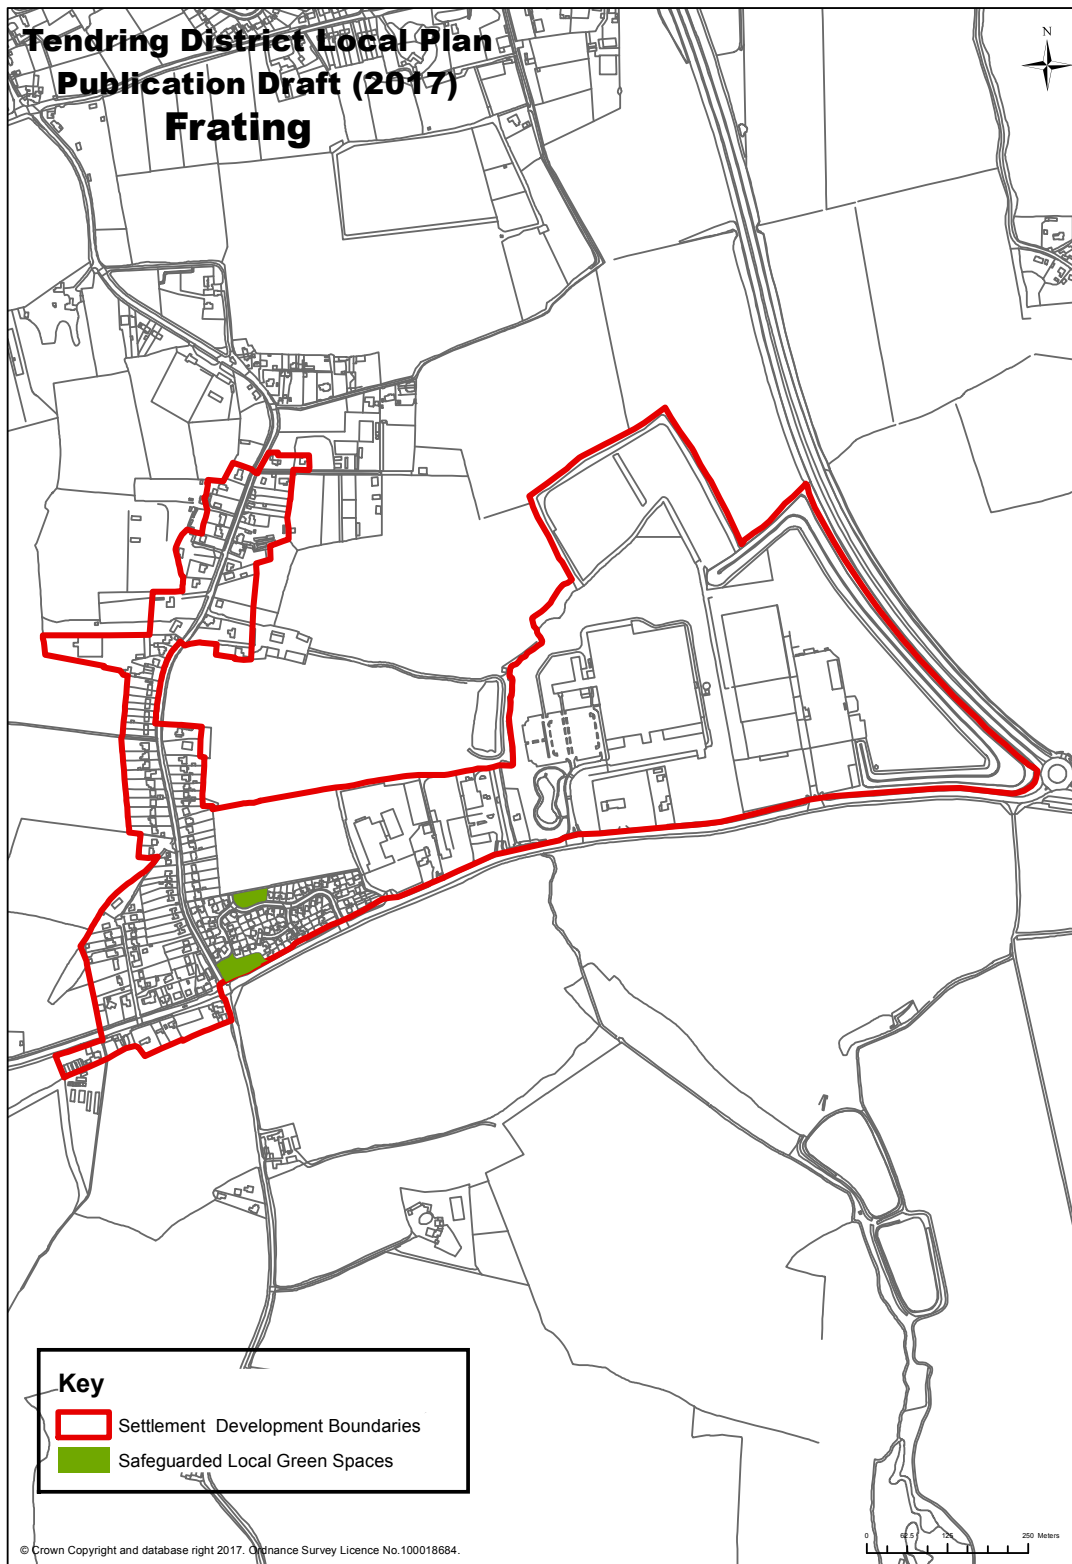 Tendring District Local Plan
Publication Draft (2017)
Frating
N
Key
Settlement Development Boundaries
Safeguarded Local Green Spaces
0 62.5 125 250 Meters
© Crown Copyright and database right 2017. Ordnance Survey Licence No.100018684.